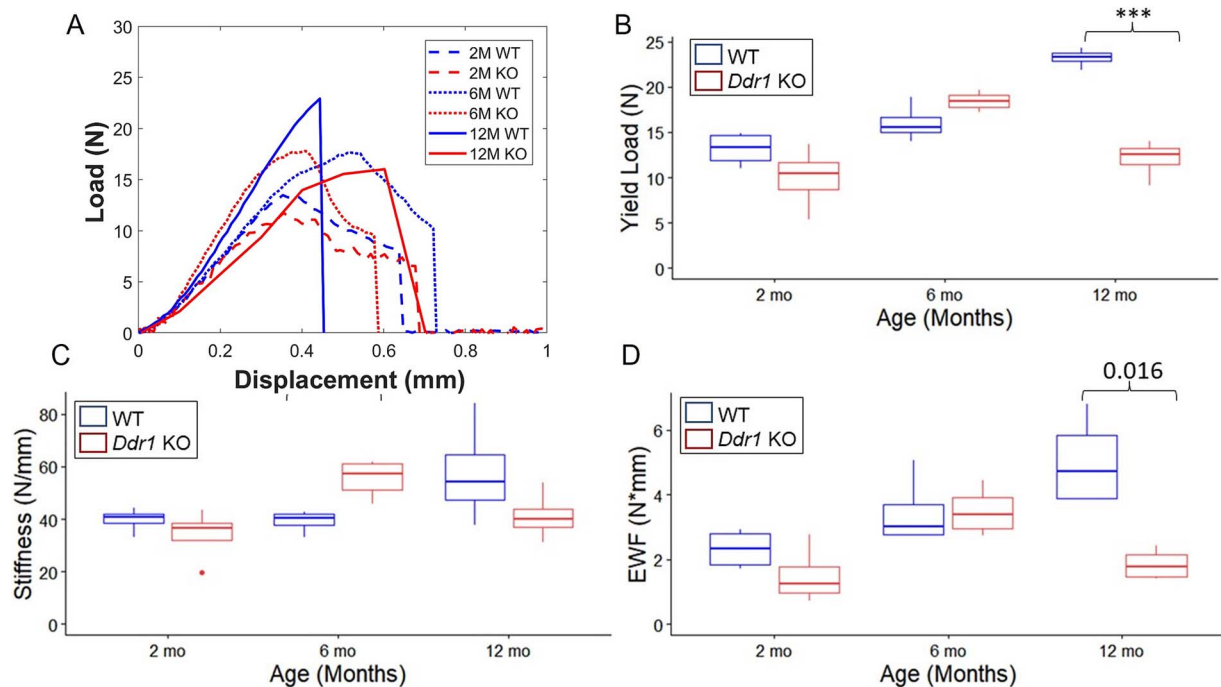 A
Load (N)
30
25
20
15
10
5
0
2M WT
2M KO
6M WT
6M KO
12M WT
12M KO
0 0.2 0.4 0.6 0.8 1
Displacement (mm)
B
***
Yield Load (N)
25
20
15
10
5
0
WT
Ddr1 KO
2 mo 6 mo 12 mo
Age (Months)
C
Stiffness (N/mm)
80
60
40
20
0
WT
Ddr1 KO
2 mo 6 mo 12 mo
Age (Months)
D
0.016
EWF (N*mm)
6
4
2
0
WT
Ddr1 KO
2 mo 6 mo 12 mo
Age (Months)